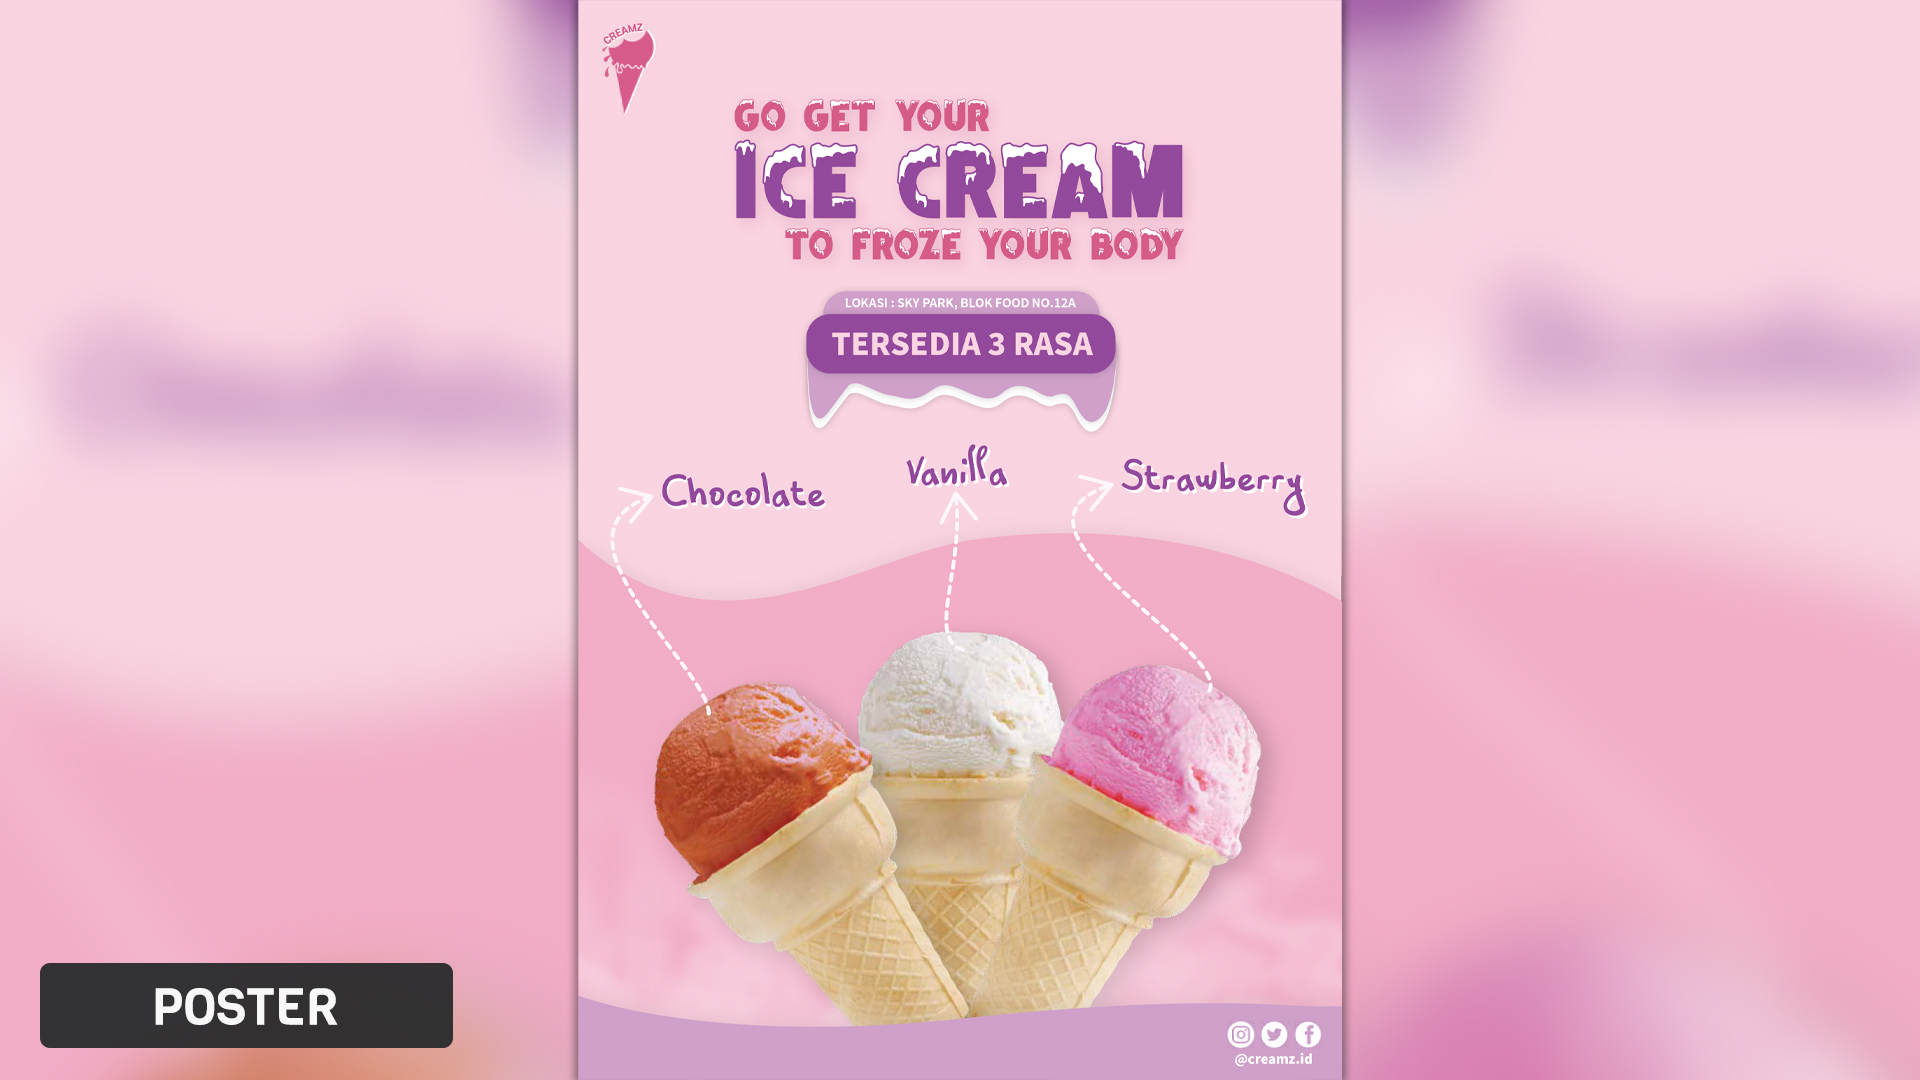 CREAMZ
GO GET YOUR
ICE CREAM
TO FROZE YOUR BODY
LOKASI : SKY PARK, BLOK FOOD NO.12A
TERSEDIA 3 RASA
Chocolate
Vanilla
Strawberry
POSTER
@creamz.id